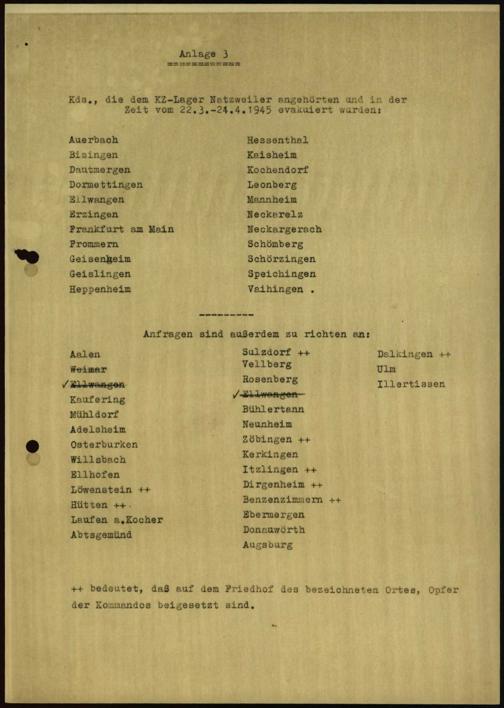 Anlage 3
Kds., die dem KZ-Lager Natzweiler angehörten und in der
Zeit vom 22.3.-24.4.1945 evakuiert wurden:
Auerbach
Bisingen
Dautmergen
Dormettingen
Ellwangen
Erzingen
Frankfurt am Main
Frommern
Geisenheim
Geislingen
Heppenheim
Hessenthal
Kaisheim
Kochendorf
Leonberg
Mannheim
Neckarelz
Neckargerach
Schömberg
Schörzingen
Speichingen
Vaihingen .
Anfragen sind außerdem zu richten an:
Aalen
Weimar
✓Ellwangen
Kaufering
Mühldorf
Adelsheim
Osterburken
Willsbach
Ellhofen
Löwenstein ++
Hütten ++
Laufen a.Kocher
Abtsgemünd
Sulzdorf ++
Vellberg
Rosenberg
✓Ellwangen
Bühlertann
Neunheim
Zöbingen ++
Kerkingen
Itzlingen ++
Dirgenheim ++
Benzenzimmern ++
Ebermergen
Donauwörth
Augsburg
Dalkingen ++
Ulm
Illertissen
++ bedeutet, daß auf dem Friedhof des bezeichneten Ortes, Opfer
der Kommandos beigesetzt sind.